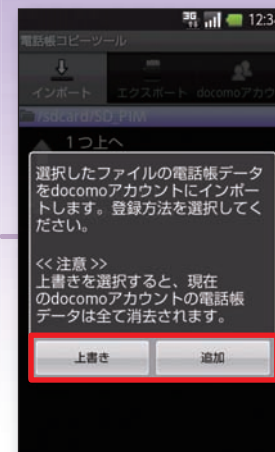 3G 12:34
電話帳コピーツール
インポート エクスポート docomoアカウ
/sdcard/SD_PIM
1つ上へ
選択したファイルの電話帳データ
をdocomoアカウントにインポー
トします。登録方法を選択してく
ださい。
<< 注意 >>
上書きを選択すると、現在
のdocomoアカウントの電話帳
データは全て消去されます。
上書き 追加